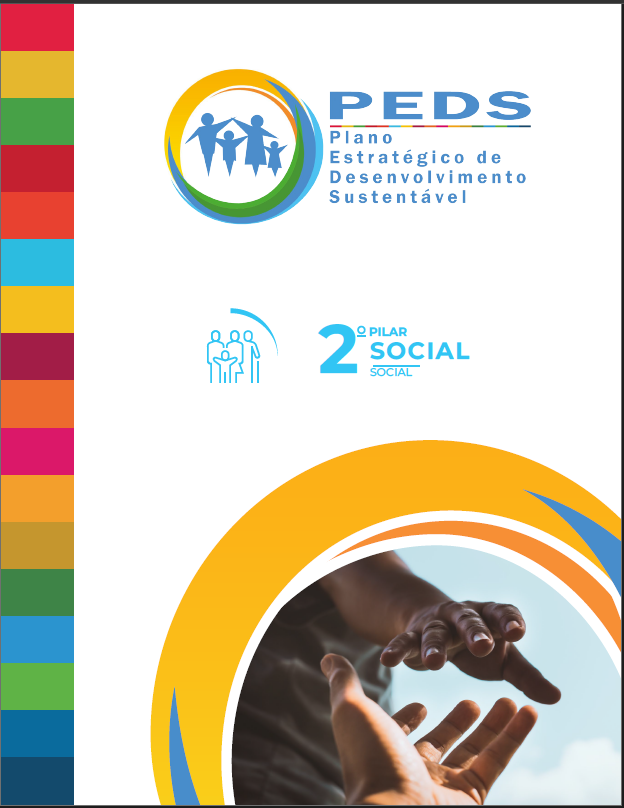 PEDS
Plano
Estratégico de
Desenvolvimento
Sustentável
2º PILAR
SOCIAL
SOCIAL